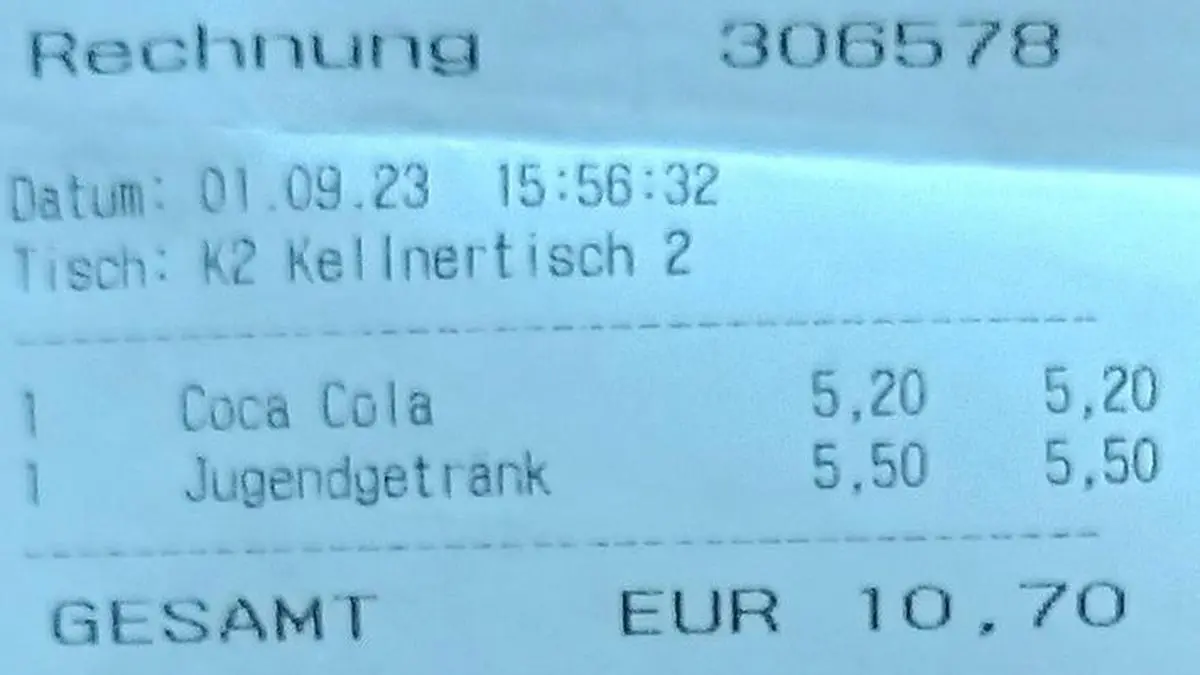 Rechnung 306578
Datum: 01.09.23 15:56:32
Tisch: K2 Kellnertisch 2
1 Coca Cola 5,20 5,20
1 Jugendgetränk 5,50 5,50
GESAMT EUR 10,70